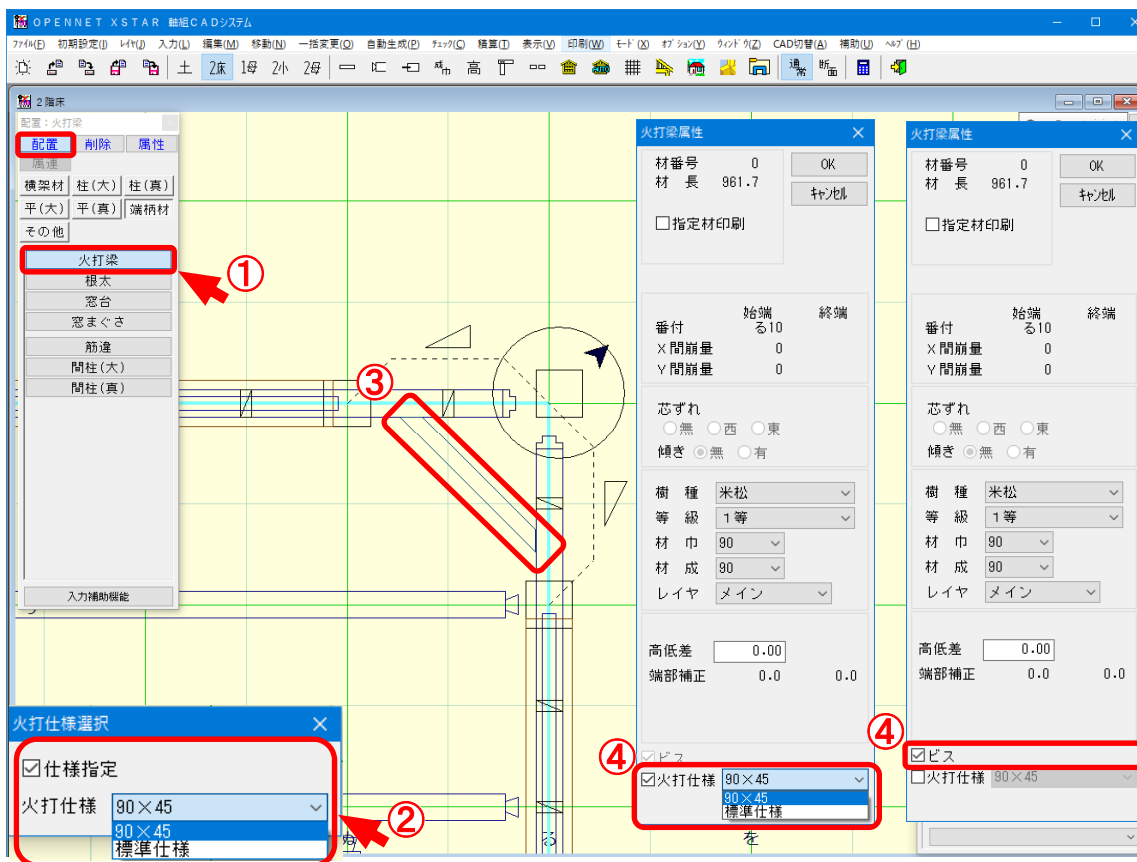 OPENNET XSTAR 軸組CADシステム
ファイル(F) 初期設定(I) レイヤ(J) 入力(L) 編集(M) 移動(N) 一括変更(O) 自動生成(P) チェック(C) 積算(T) 表示(V) 印刷(W) モード(X) オプション(Y) ウィンドウ(Z) CAD切替(A) 補助(U) ヘルプ(H)
土 2床 1母 2小 2母 高 通常 断面
2階床
配置:火打梁
配置 削除 属性
属連
横架材 柱(大) 柱(真)
平(大) 平(真) 端柄材
その他
火打梁
根太
窓台
窓まぐさ
筋違
間柱(大)
間柱(真)
入力補助機能
①
③
火打仕様選択
☑仕様指定
火打仕様 90×45
90×45
標準仕様
②
ぬ
る
を
火打梁属性
材番号 0 OK
材 長 961.7 キャンセル
□指定材印刷
始端 終端
番付 る10
X間崩量 0
Y間崩量 0
芯ずれ
○無 ○西 ○東
傾き ◉無 ○有
樹 種 米松
等 級 1等
材 巾 90
材 成 90
レイヤ メイン
高低差 0.00
端部補正 0.0 0.0
④
☑ビス
☑火打仕様 90×45
90×45
標準仕様
火打梁属性
材番号 0 OK
材 長 961.7 キャンセル
□指定材印刷
始端 終端
番付 る10
X間崩量 0
Y間崩量 0
芯ずれ
○無 ○西 ○東
傾き ◉無 ○有
樹 種 米松
等 級 1等
材 巾 90
材 成 90
レイヤ メイン
高低差 0.00
端部補正 0.0 0.0
④
☑ビス
□火打仕様 90×45